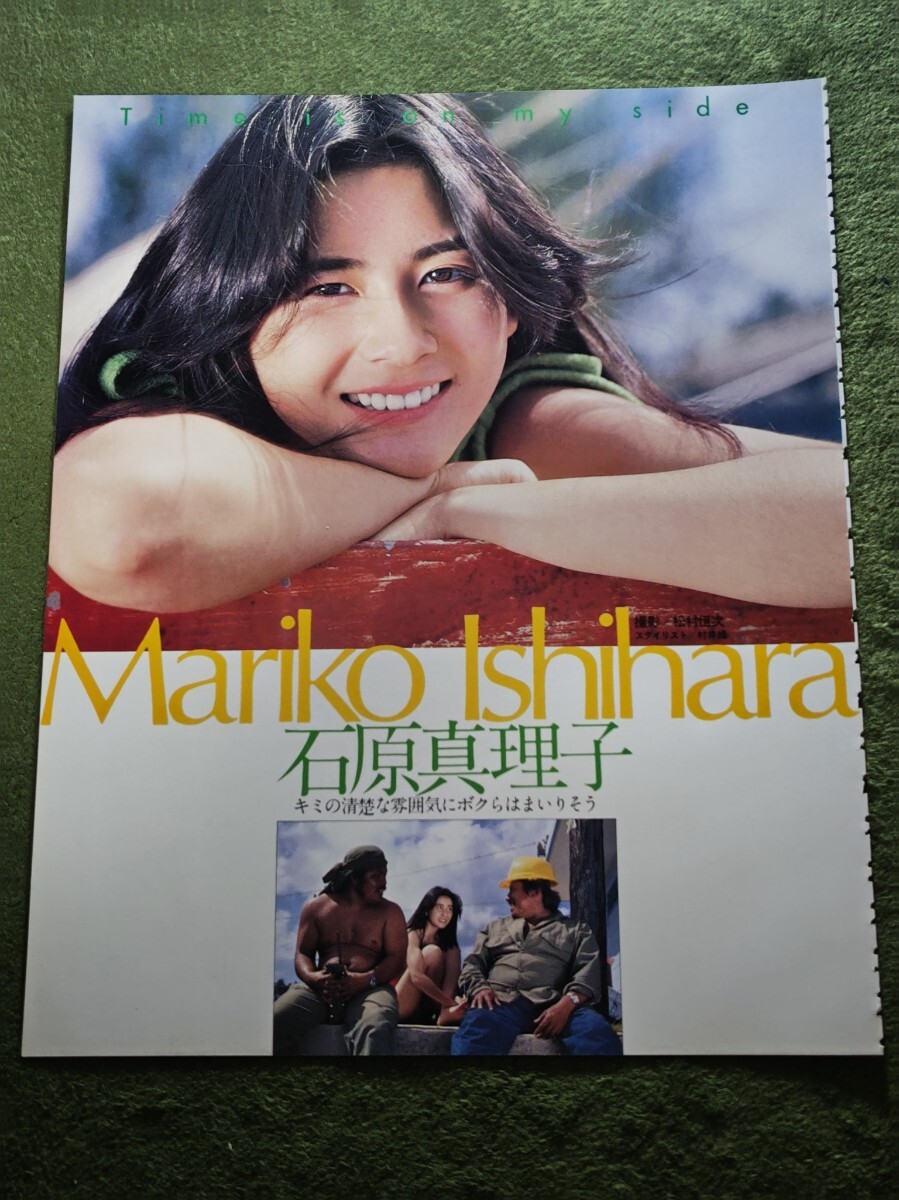 Time is on my side
撮影／松村恒次
スタイリスト／村井緑
Mariko Ishihara
石原真理子
キミの清楚な雰囲気にボクらはまいりそう